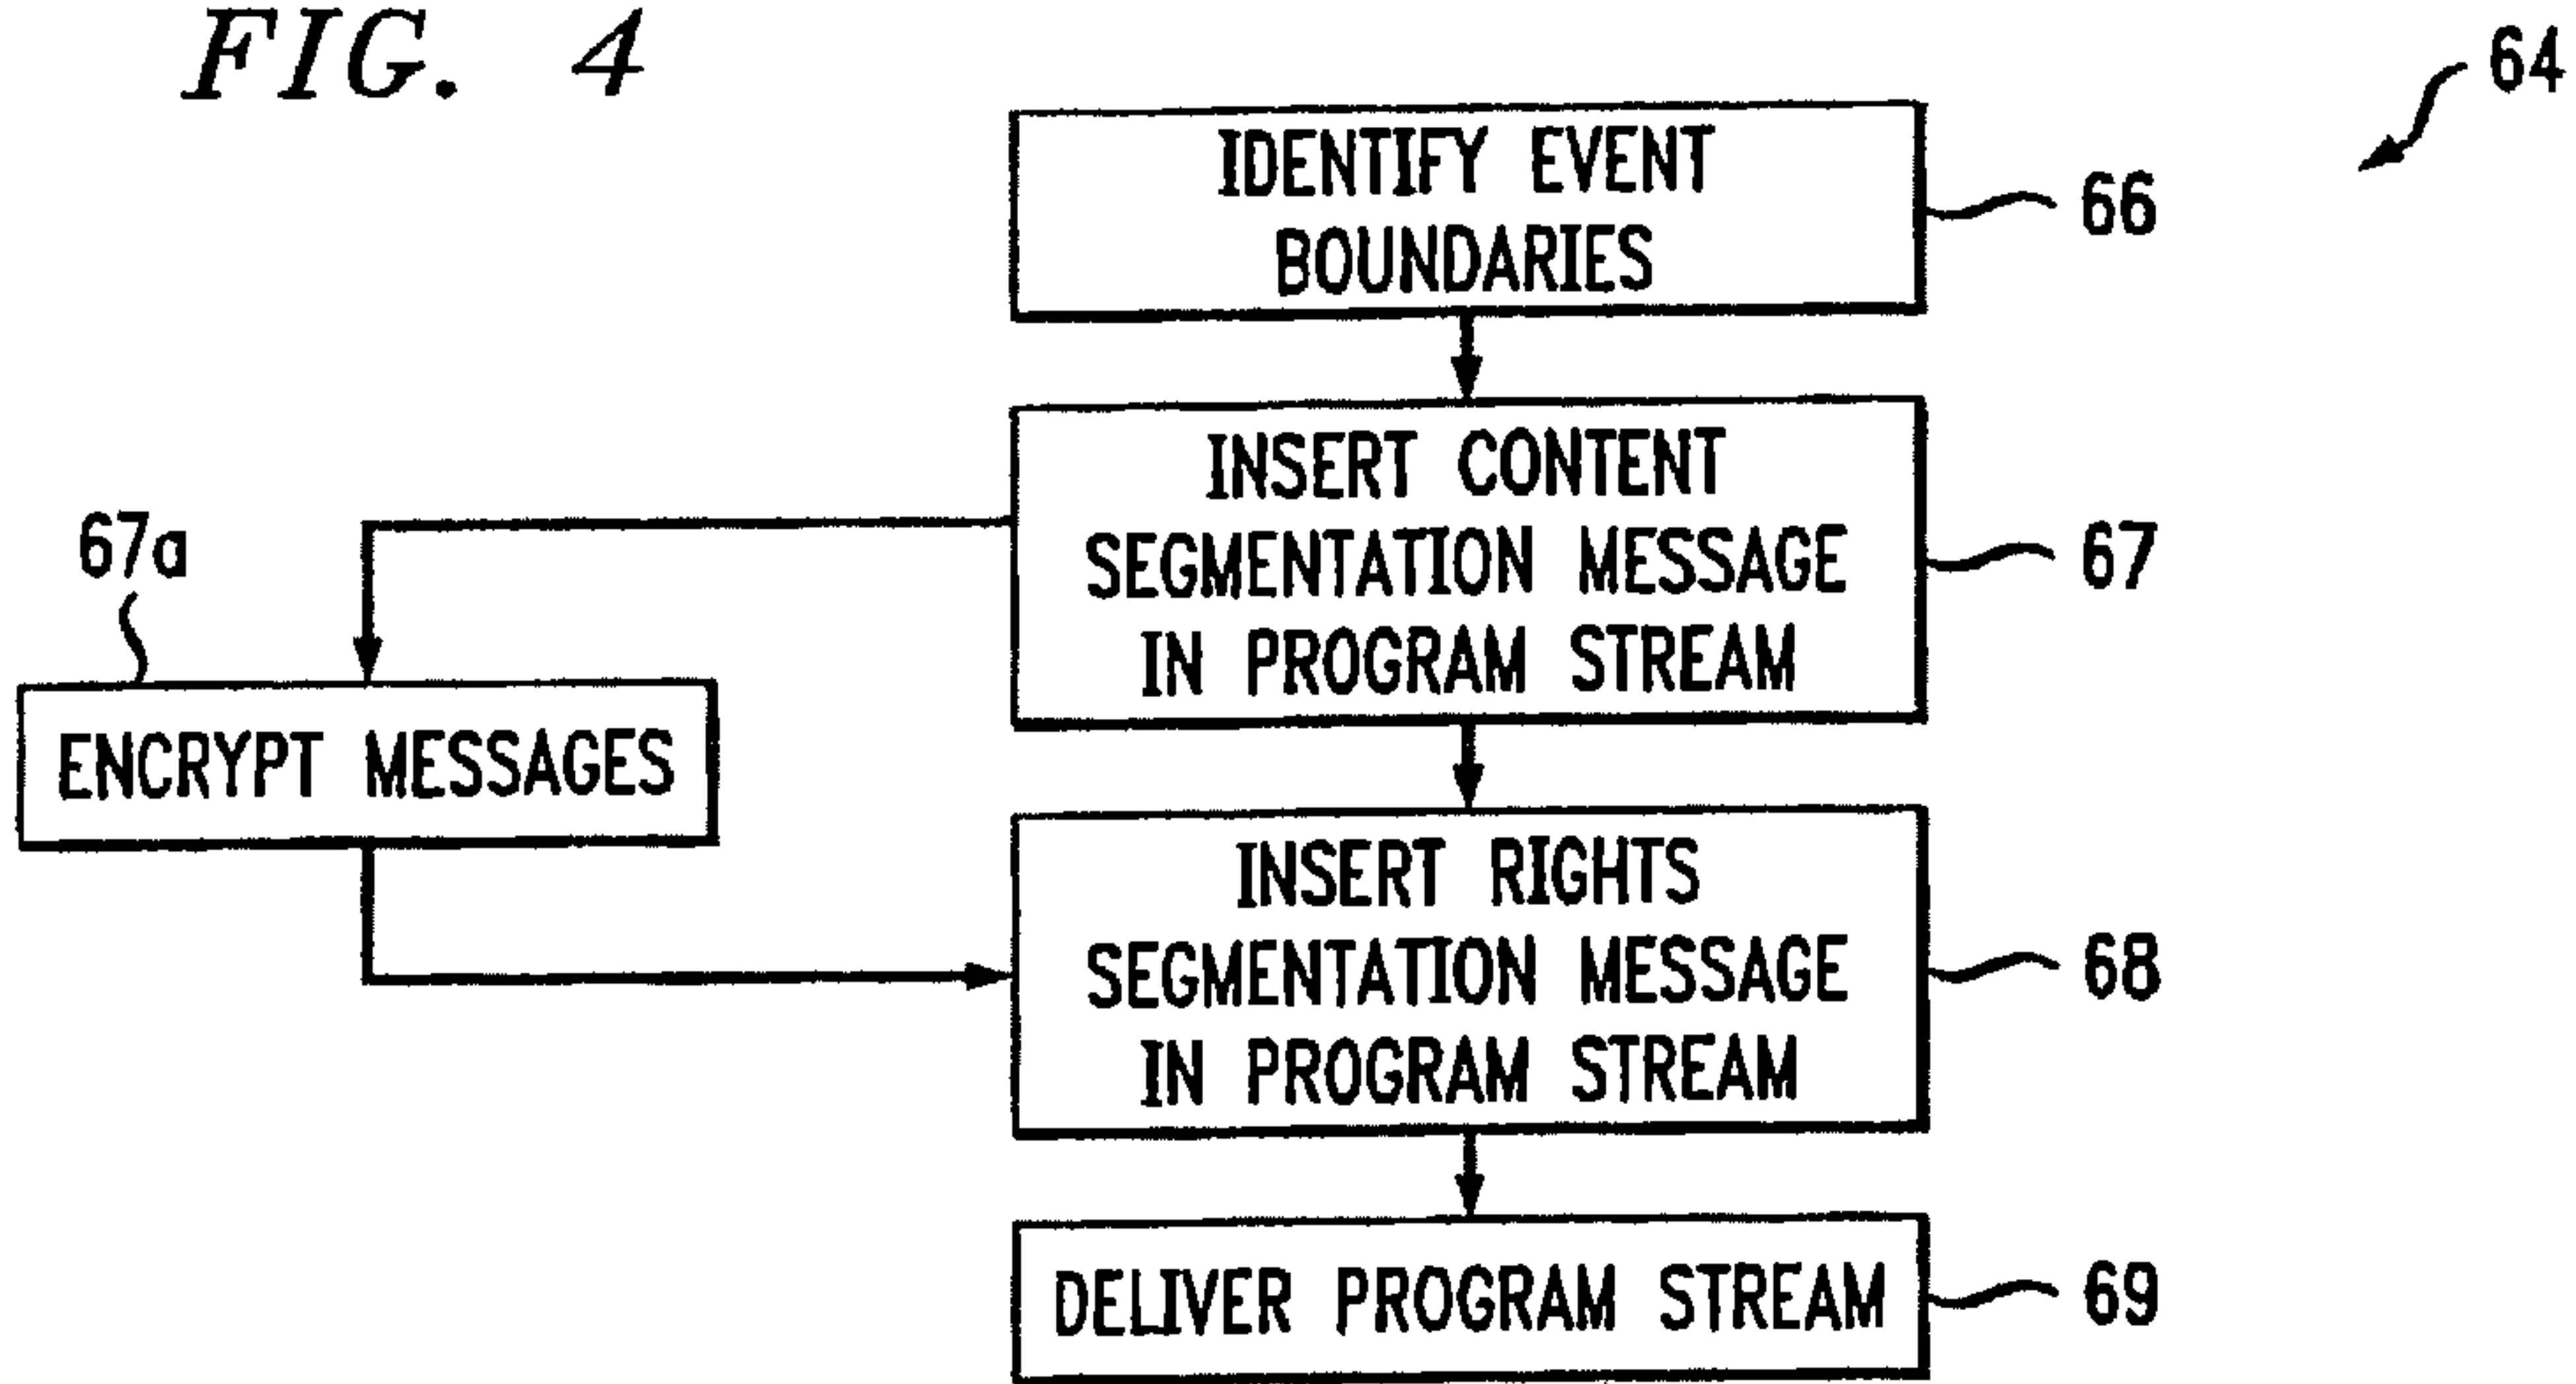 FIG. 4
64
IDENTIFY EVENT
BOUNDARIES
66
INSERT CONTENT
SEGMENTATION MESSAGE
IN PROGRAM STREAM
67
67a
ENCRYPT MESSAGES
INSERT RIGHTS
SEGMENTATION MESSAGE
IN PROGRAM STREAM
68
DELIVER PROGRAM STREAM
69